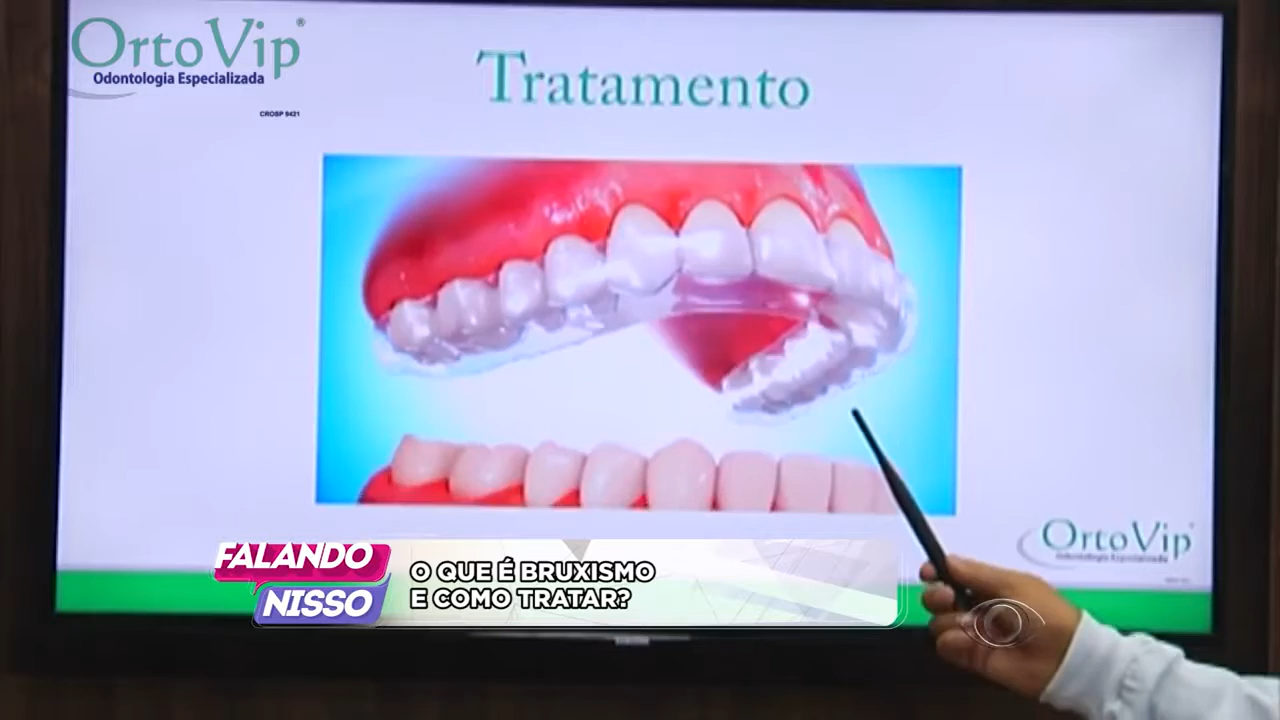 OrtoVip®
Odontologia Especializada
CROSP 9421
Tratamento
OrtoVip
Odontologia Especializada
FALANDO
NISSO
O QUE É BRUXISMO
E COMO TRATAR?